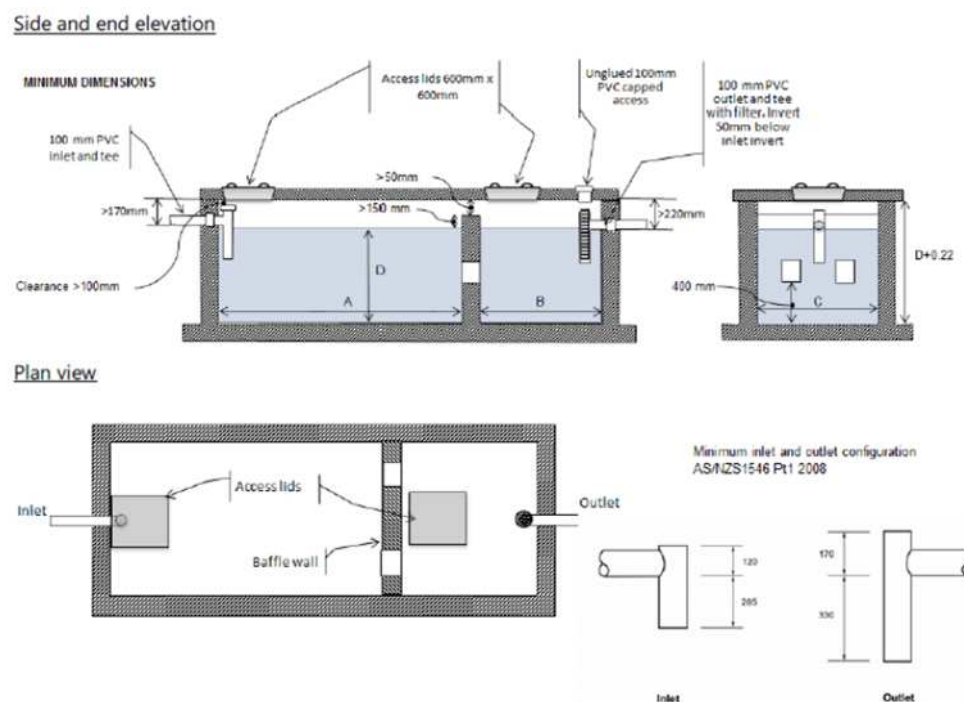 Side and end elevation
MINIMUM DIMENSIONS
Access lids 600mm x
600mm
Unglued 100mm
PVC capped
access
100 mm PVC
outlet and tee
with filter. Invert
50mm below
inlet invert
100 mm PVC
inlet and tee
>50mm
>170mm
>150 mm
>220mm
Clearance >100mm
D
A
B
400 mm
C
D+0.22
Plan view
Inlet
Access lids
Baffle wall
Outlet
Minimum inlet and outlet configuration
AS/NZS1546 Pt1 2008
120
265
170
330
Inlet
Outlet